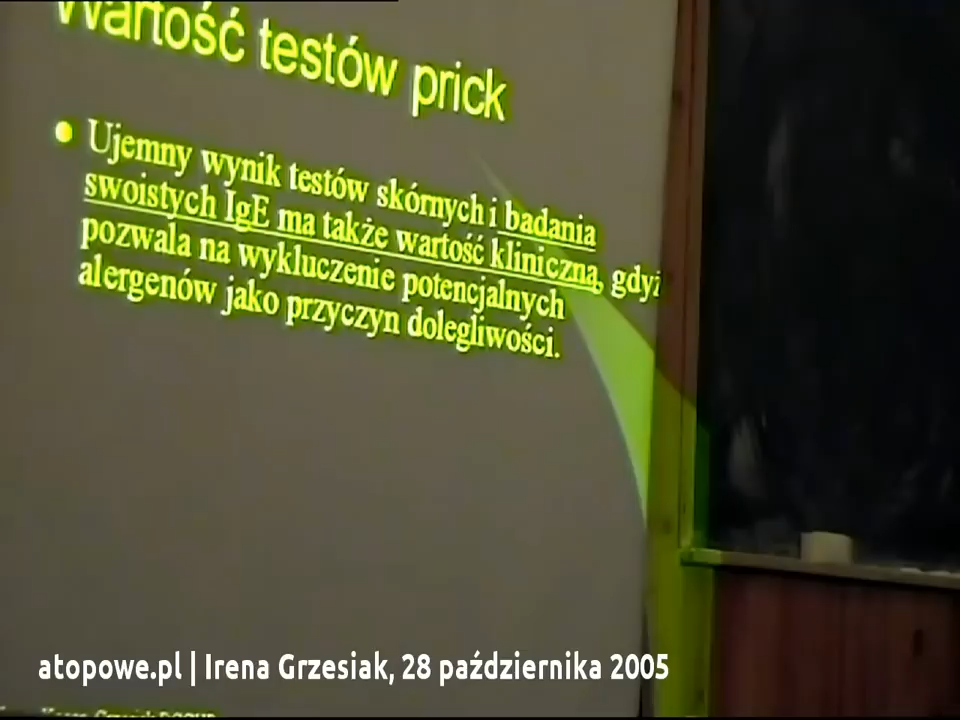 Wartość testów prick
• Ujemny wynik testów skórnych i badania
swoistych IgE ma także wartość kliniczną, gdyż
pozwala na wykluczenie potencjalnych
alergenów jako przyczyn dolegliwości.
atopowe.pl | Irena Grzesiak, 28 października 2005